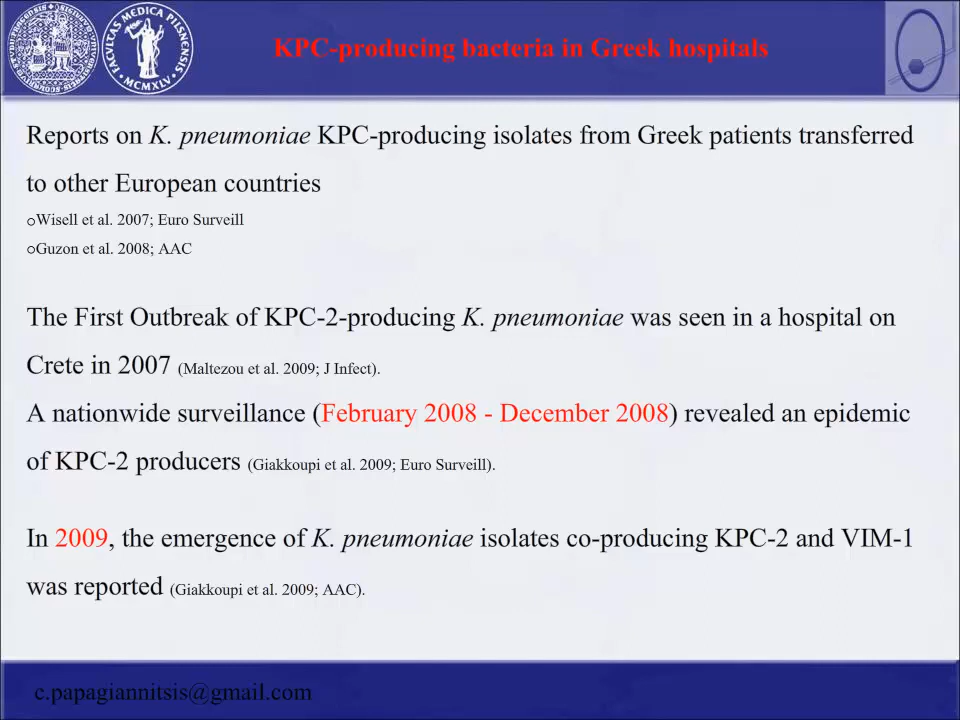 FACULTAS MEDICA PILSNENSIS • MCMXLV •
KPC-producing bacteria in Greek hospitals
Reports on K. pneumoniae KPC-producing isolates from Greek patients transferred
to other European countries
oWisell et al. 2007; Euro Surveill
oGuzon et al. 2008; AAC
The First Outbreak of KPC-2-producing K. pneumoniae was seen in a hospital on
Crete in 2007 (Maltezou et al. 2009; J Infect).
A nationwide surveillance (February 2008 - December 2008) revealed an epidemic
of KPC-2 producers (Giakkoupi et al. 2009; Euro Surveill).
In 2009, the emergence of K. pneumoniae isolates co-producing KPC-2 and VIM-1
was reported (Giakkoupi et al. 2009; AAC).
c.papagiannitsis@gmail.com